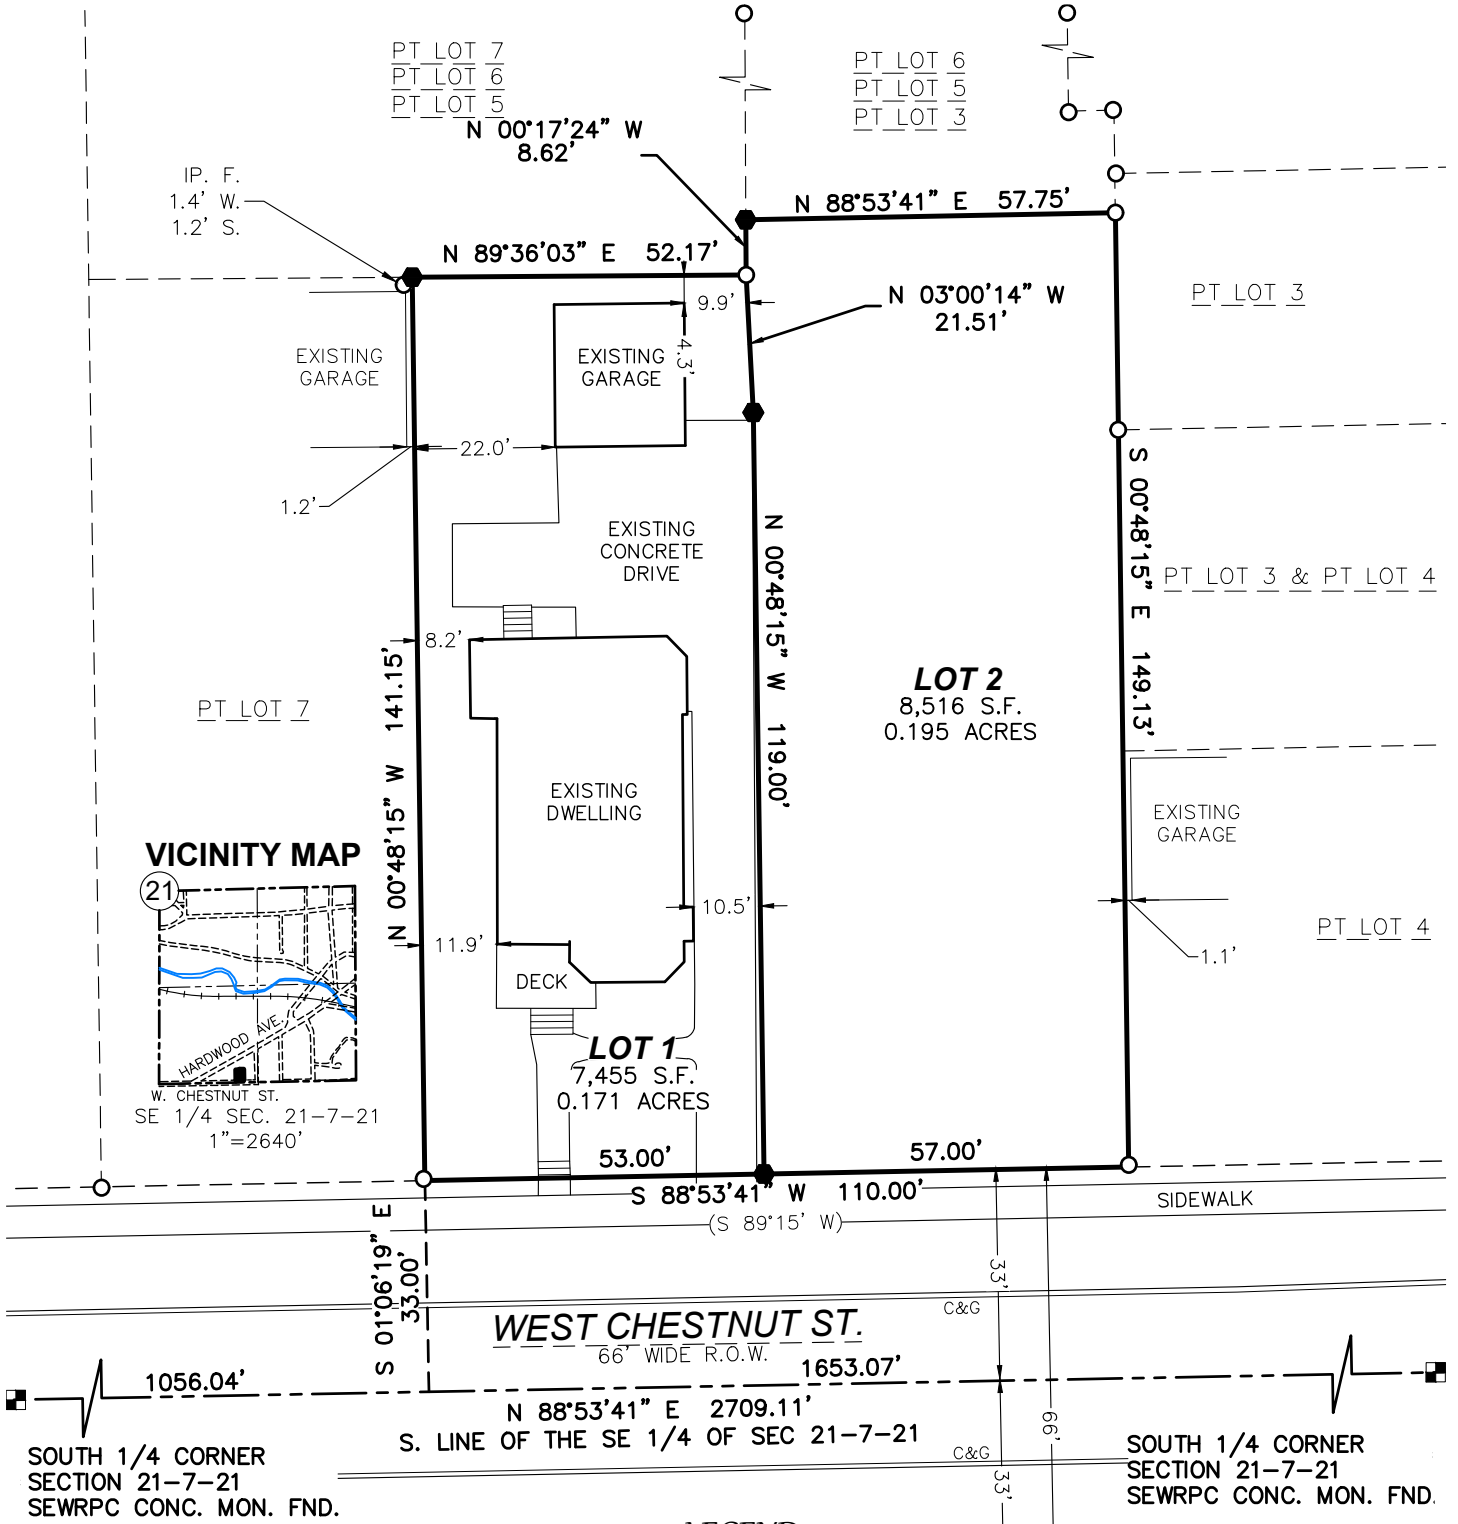 PT LOT 7
PT LOT 6
PT LOT 5
PT LOT 6
PT LOT 5
PT LOT 3
N 00°17'24" W
8.62'
IP. F.
1.4' W.
1.2' S.
N 88°53'41" E 57.75'
N 89°36'03" E 52.17'
9.9'
N 03°00'14" W
21.51'
PT LOT 3
EXISTING
GARAGE
EXISTING
GARAGE
4.3'
22.0'
1.2'
EXISTING
CONCRETE
DRIVE
N 00°48'15" W 119.00'
S 00°48'15" E 149.13'
PT LOT 3 & PT LOT 4
8.2'
N 00°48'15" W 141.15'
LOT 2
8,516 S.F.
0.195 ACRES
PT LOT 7
EXISTING
DWELLING
EXISTING
GARAGE
VICINITY MAP
21
HARDWOOD AVE.
W. CHESTNUT ST.
SE 1/4 SEC. 21-7-21
1"=2640'
10.5'
11.9'
PT LOT 4
1.1'
DECK
LOT 1
7,455 S.F.
0.171 ACRES
53.00'
57.00'
S 88°53'41" W 110.00'
(S 89°15' W)
SIDEWALK
S 01°06'19" E
33.00'
33'
C&G
WEST CHESTNUT ST.
66' WIDE R.O.W.
1056.04'
1653.07'
N 88°53'41" E 2709.11'
S. LINE OF THE SE 1/4 OF SEC 21-7-21
66'
C&G
33'
SOUTH 1/4 CORNER
SECTION 21-7-21
SEWRPC CONC. MON. FND.
SOUTH 1/4 CORNER
SECTION 21-7-21
SEWRPC CONC. MON. FND.